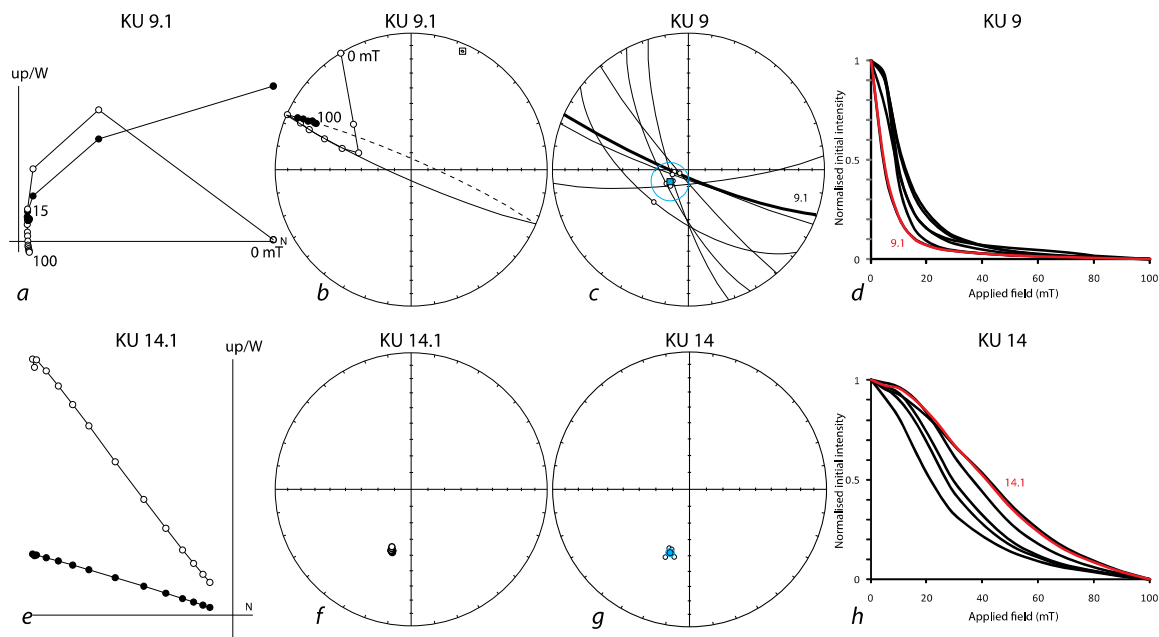 KU 9.1
up/W
15
100
0 mT
N
a
KU 9.1
0 mT
100
b
KU 9
9.1
c
KU 9
Normalised initial intensity
1
0.5
0
9.1
0
20
40
60
80
100
Applied field (mT)
d
KU 14.1
up/W
N
e
KU 14.1
f
KU 14
g
KU 14
Normalised initial intensity
1
0.5
0
14.1
0
20
40
60
80
100
Applied field (mT)
h